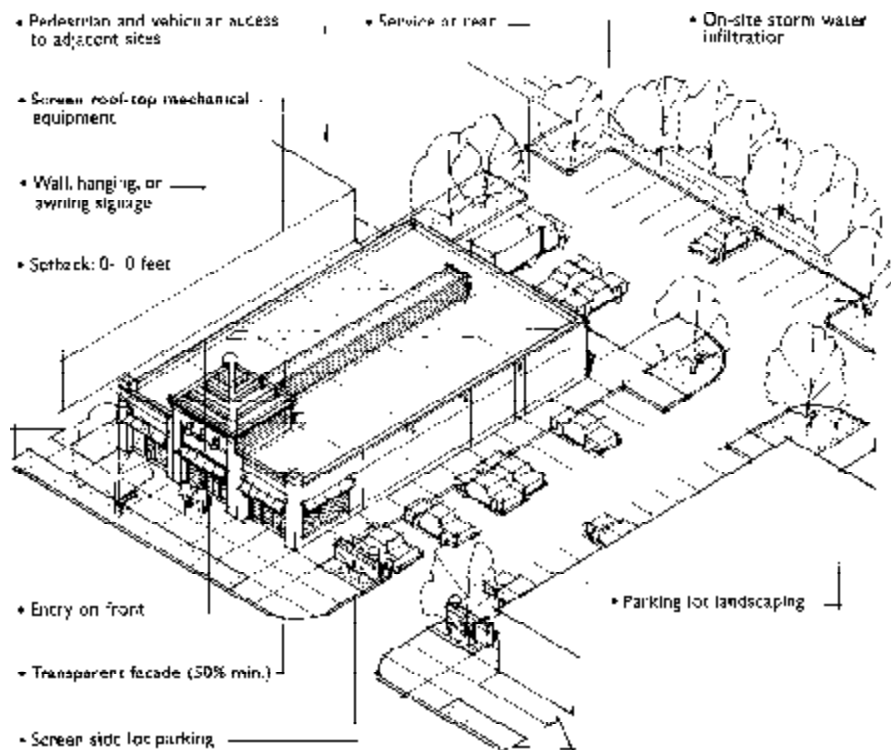 • Pedestrian and vehicular access
to adjacent sites
• Service at rear
• On-site storm water
infiltration
• Screen roof-top mechanical
equipment
• Wall, hanging, or
awning signage
• Setback: 0- 0 feet
• Entry on front
• Parking lot landscaping
• Transparent facade (50% min.)
• Screen side lot parking